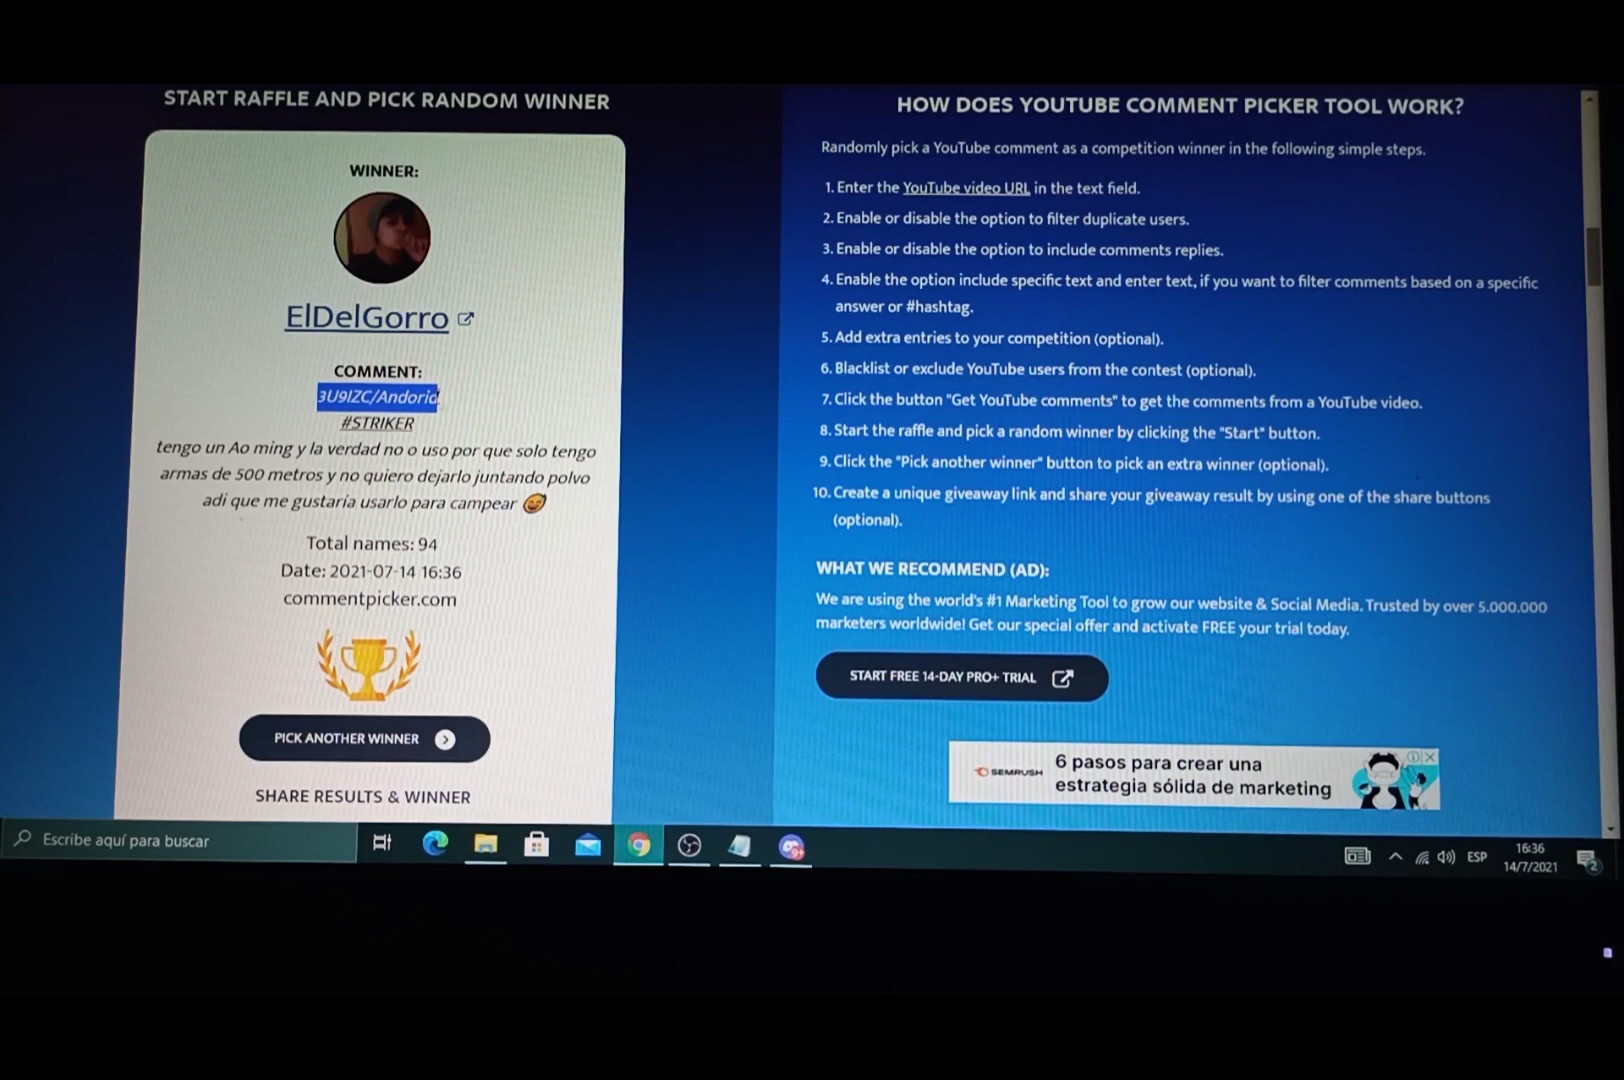 START RAFFLE AND PICK RANDOM WINNER
WINNER:
ElDelGorro
COMMENT:
3U9IZC/Andorid
#STRIKER
tengo un Ao ming y la verdad no o uso por que solo tengo
armas de 500 metros y no quiero dejarlo juntando polvo
adi que me gustaria usarlo para campear
Total names: 94
Date: 2021-07-14 16:36
commentpicker.com
PICK ANOTHER WINNER
SHARE RESULTS & WINNER
HOW DOES YOUTUBE COMMENT PICKER TOOL WORK?
Randomly pick a YouTube comment as a competition winner in the following simple steps.
1. Enter the YouTube video URL in the text field.
2. Enable or disable the option to filter duplicate users.
3. Enable or disable the option to include comments replies.
4. Enable the option include specific text and enter text, if you want to filter comments based on a specific
answer or #hashtag.
5. Add extra entries to your competition (optional).
6. Blacklist or exclude YouTube users from the contest (optional).
7. Click the button "Get YouTube comments" to get the comments from a YouTube video.
8. Start the raffle and pick a random winner by clicking the "Start" button.
9. Click the "Pick another winner" button to pick an extra winner (optional).
10. Create a unique giveaway link and share your giveaway result by using one of the share buttons
(optional).
WHAT WE RECOMMEND (AD):
We are using the world's #1 Marketing Tool to grow our website & Social Media. Trusted by over 5.000.000
marketers worldwide! Get our special offer and activate FREE your trial today.
START FREE 14-DAY PRO+ TRIAL
SEMRUSH
6 pasos para crear una
estrategia sólida de marketing
Escribe aquí para buscar
9+
ESP
16:36
14/7/2021
2